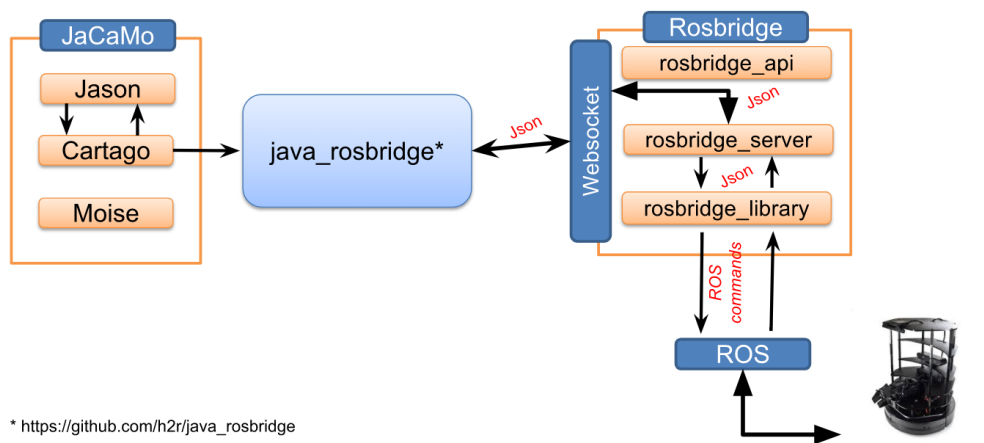 JaCaMo
Jason
Cartago
Moise
java_rosbridge*
Json
Websocket
Rosbridge
rosbridge_api
Json
rosbridge_server
Json
rosbridge_library
ROS
commands
ROS
* https://github.com/h2r/java_rosbridge